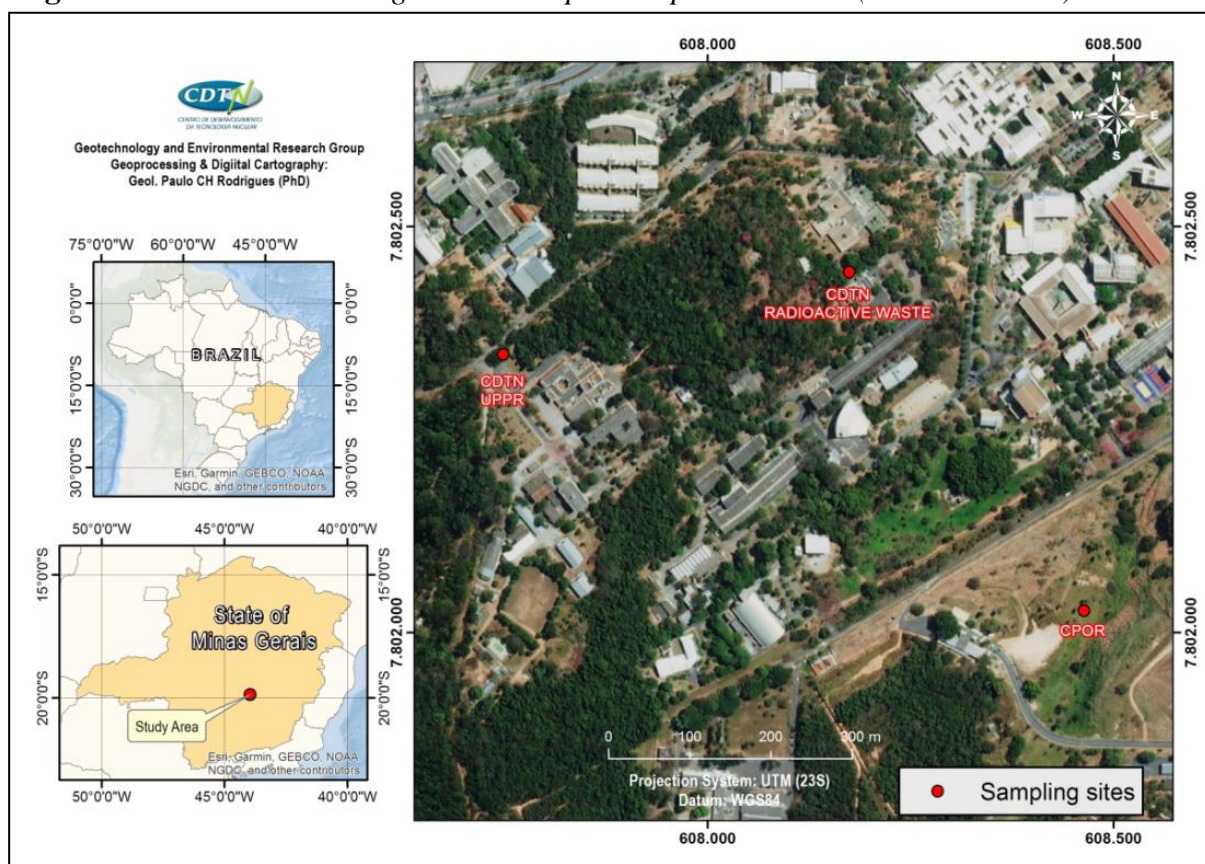 CDTN
CENTRO DE DESENVOLVIMENTO
DA TECNOLOGIA NUCLEAR
Geotechnology and Environmental Research Group
Geoprocessing & Digiital Cartography:
Geol. Paulo CH Rodrigues (PhD)
75°0'0"W 60°0'0"W 45°0'0"W
0°0'0"
0°0'0"
BRAZIL
15°0'0"S
15°0'0"S
30°0'0"S
30°0'0"S
Esri, Garmin, GEBCO, NOAA
NGDC, and other contributors
50°0'0"W 45°0'0"W 40°0'0"W
15°0'0"S
15°0'0"S
State of
Minas Gerais
20°0'0"S
20°0'0"S
Study Area
Esri, Garmin, GEBCO, NOAA
NGDC, and other contributors
50°0'0"W 45°0'0"W 40°0'0"W
608.000 608.500
N
W E
S
7.802.500
7.802.500
CDTN
RADIOACTIVE WASTE
CDTN
UPPR
CPOR
7.802.000
7.802.000
0 100 200 300 m
Projection System: UTM (23S)
Datum: WGS84
Sampling sites
608.000 608.500